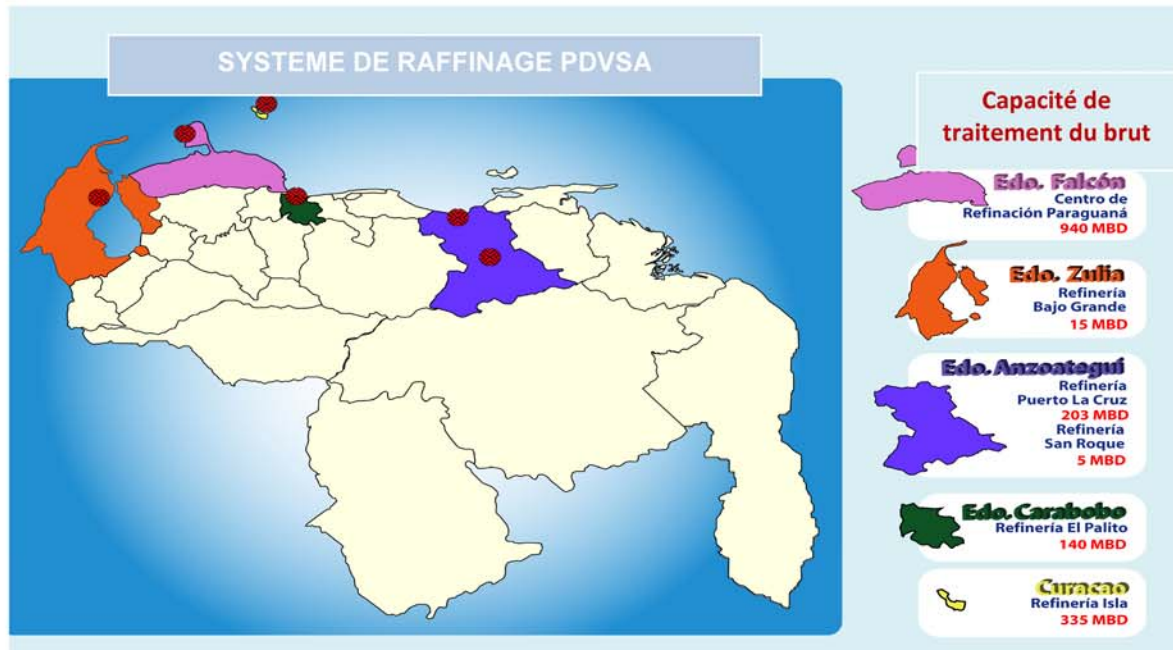 SYSTEME DE RAFFINAGE PDVSA
Capacité de
traitement du brut
Edo. Falcón
Centro de
Refinación Paraguaná
940 MBD
Edo. Zulia
Refinería
Bajo Grande
15 MBD
Edo. Anzoategui
Refinería
Puerto La Cruz
203 MBD
Refinería
San Roque
5 MBD
Edo. Carabobo
Refinería El Palito
140 MBD
Curacao
Refinería Isla
335 MBD